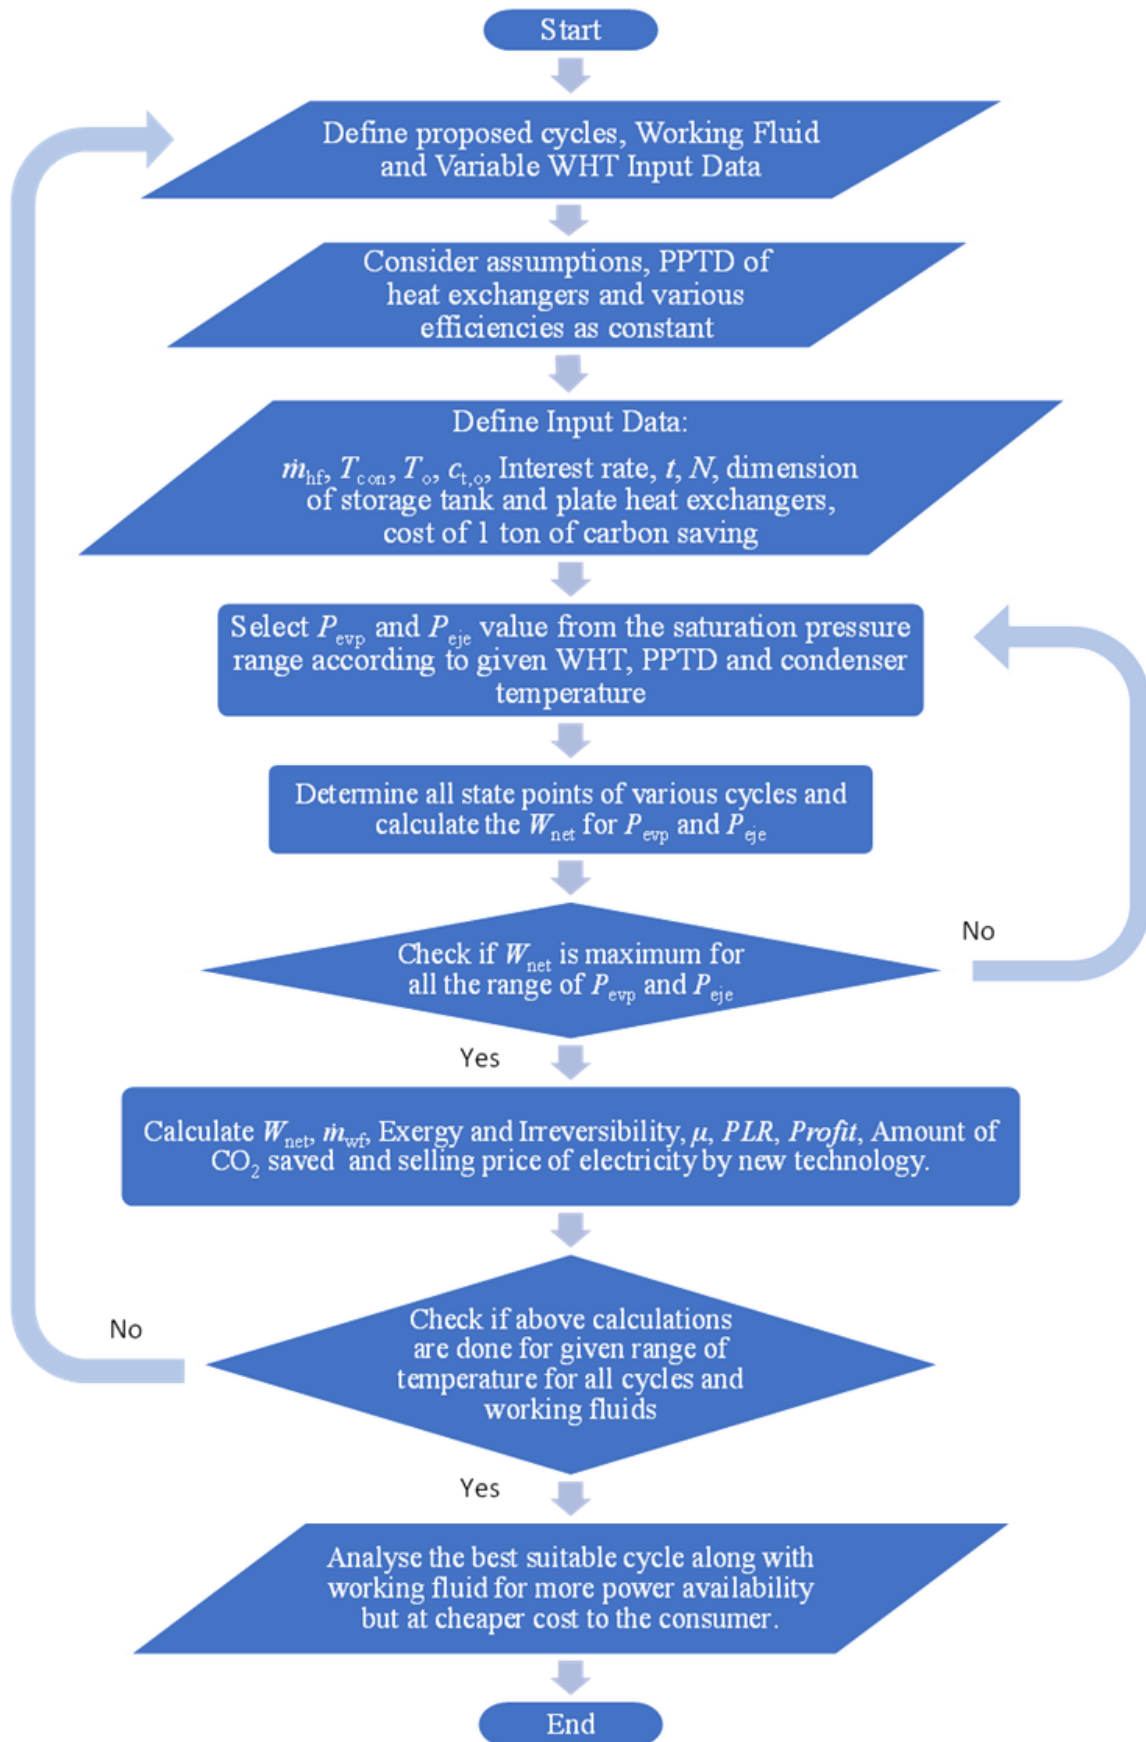 Start
Define proposed cycles, Working Fluid
and Variable WHT Input Data
Consider assumptions, PPTD of
heat exchangers and various
efficiencies as constant
Define Input Data:
ṁhf, Tcon, To, ct,o, Interest rate, t, N, dimension
of storage tank and plate heat exchangers,
cost of 1 ton of carbon saving
Select Pevp and Peje value from the saturation pressure
range according to given WHT, PPTD and condenser
temperature
Determine all state points of various cycles and
calculate the Wnet for Pevp and Peje
Check if Wnet is maximum for
all the range of Pevp and Peje
No
Yes
Calculate Wnet, ṁwf, Exergy and Irreversibility, μ, PLR, Profit, Amount of
CO2 saved and selling price of electricity by new technology.
Check if above calculations
are done for given range of
temperature for all cycles and
working fluids
No
Yes
Analyse the best suitable cycle along with
working fluid for more power availability
but at cheaper cost to the consumer.
End